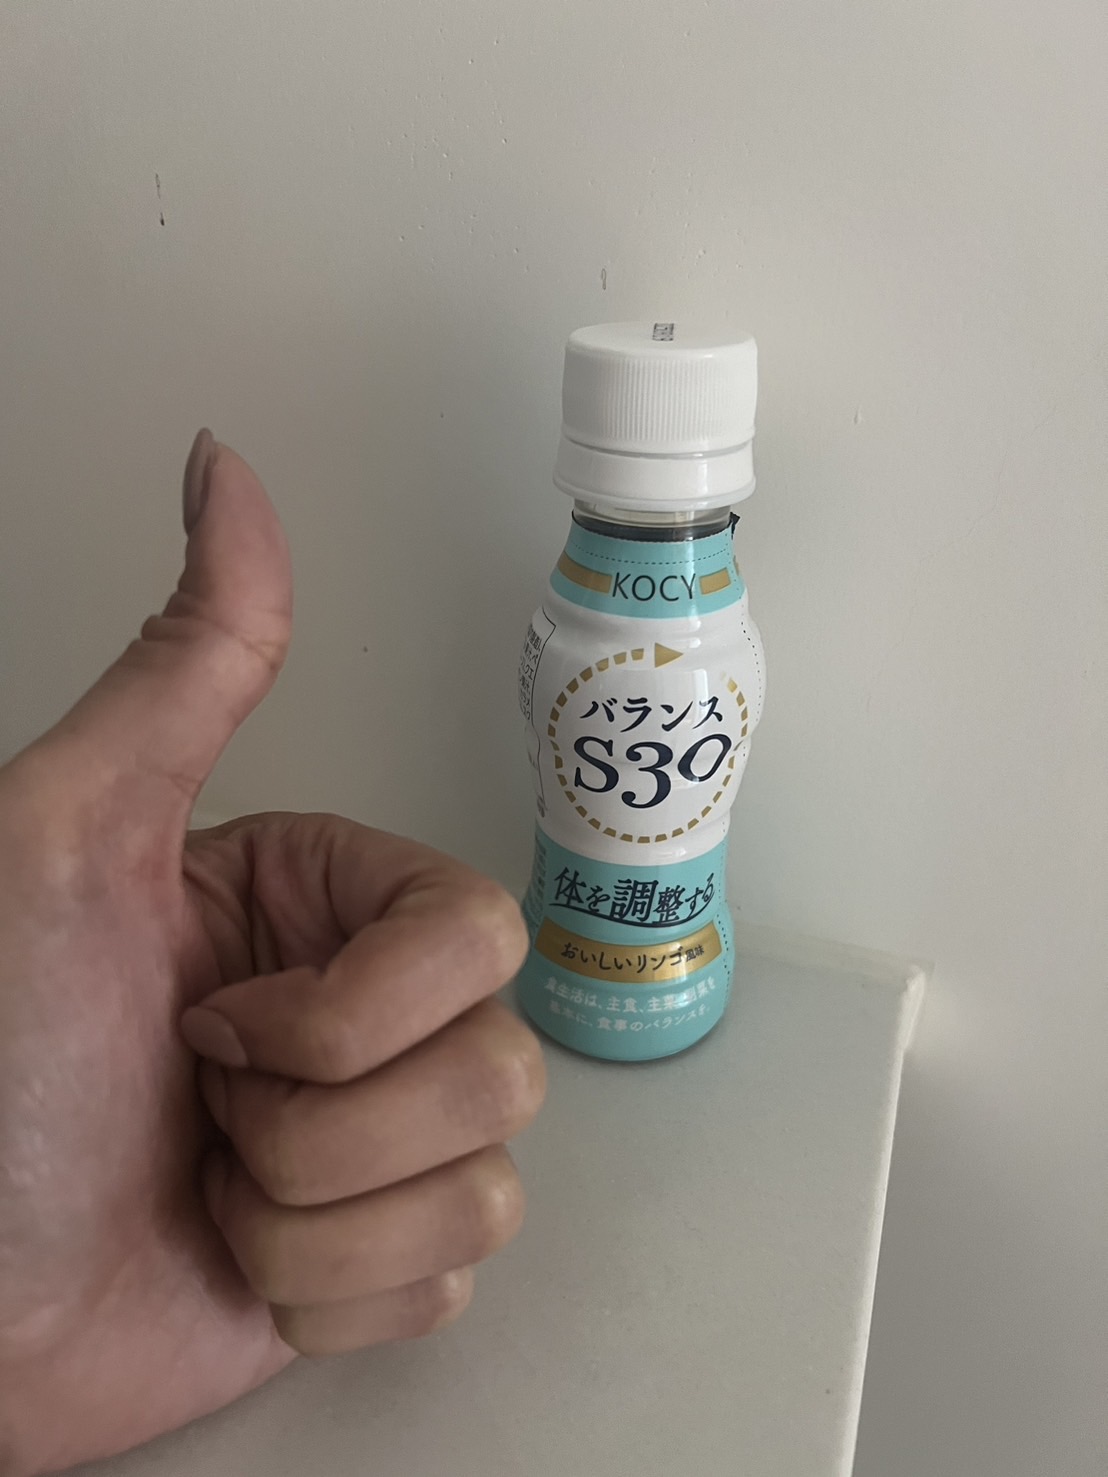 KOCY
バランス
S30
体を調整する
おいしいリンゴ風味
食生活は、主食、主菜、副菜を
基本に、食事のバランスを。